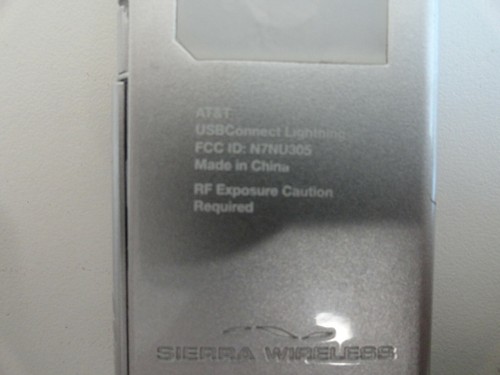 AT&T
USBConnect Lightning
FCC ID: N7NU305
Made in China
RF Exposure Caution
Required
SIERRA WIRELESS